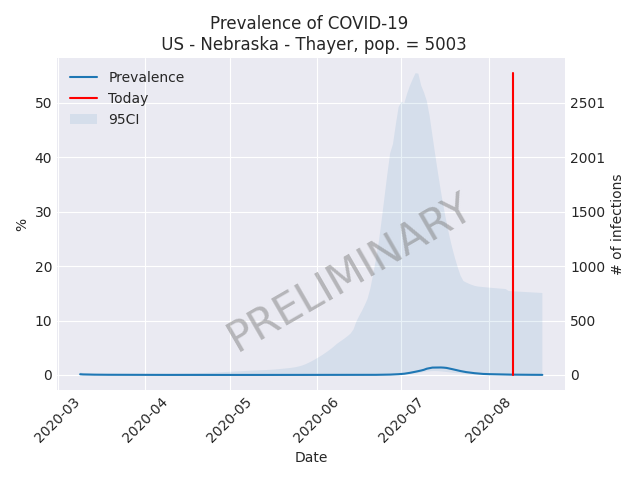 Prevalence of COVID-19
US - Nebraska - Thayer, pop. = 5003
Prevalence
Today
95CI
50
40
30
20
10
0
%
2501
2001
1500
1000
500
0
# of infections
PRELIMINARY
2020-03
2020-04
2020-05
2020-06
2020-07
2020-08
Date